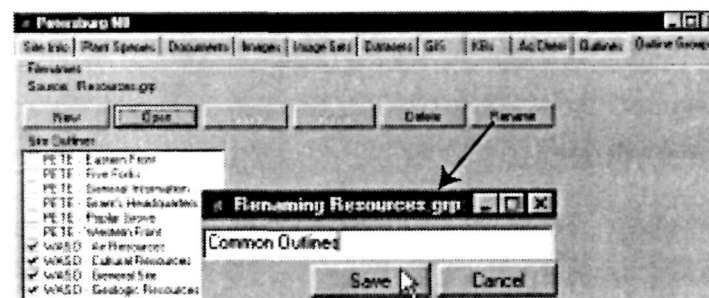 Petersburg NB
Site Info Plant Species Documents Images Image Sets Datasets GIS KBs Outlines Outline Groups
Filenames
Source: Resources.grp
New Open Delete Rename
Site Outlines
PETE - Eastern Front
PETE - Five Forks
PETE - General Information
PETE - Grant's Headquarters
PETE - Poplar Grove
PETE - Western Front
WASO - Air Resources
WASO - Cultural Resources
WASO - General Site
WASO - Geologic Resources
Renaming Resources.grp
Common Outlines
Save Cancel